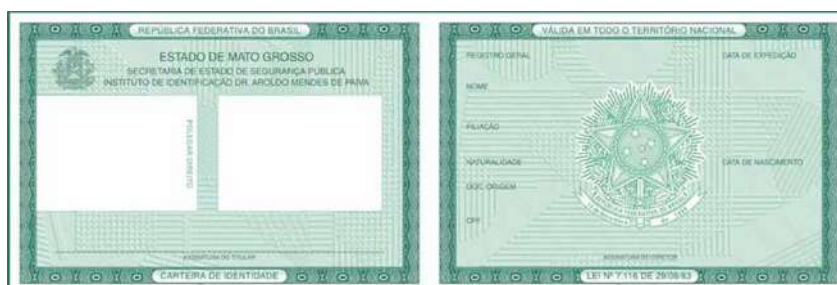 REPÚBLICA FEDERATIVA DO BRASIL
ESTADO DE MATO GROSSO
SECRETARIA DE ESTADO DE SEGURANÇA PÚBLICA
INSTITUTO DE IDENTIFICAÇÃO DR. AROLDO MENDES DE PAIVA
POLEGAR DIREITO
ASSINATURA DO TITULAR
CARTEIRA DE IDENTIDADE
VÁLIDA EM TODO O TERRITÓRIO NACIONAL
REGISTRO GERAL
DATA DE EXPEDIÇÃO
NOME
FILIAÇÃO
NATURALIDADE
DATA DE NASCIMENTO
DOC. ORIGEM
CPF
ASSINATURA DO DIRETOR
LEI Nº 7.116 DE 29/08/83